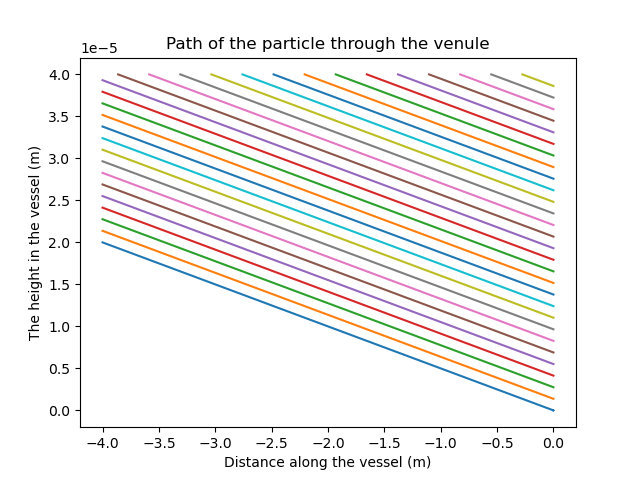 Path of the particle through the venule
1e−5
4.0
3.5
3.0
2.5
2.0
1.5
1.0
0.5
0.0
The height in the vessel (m)
−4.0 −3.5 −3.0 −2.5 −2.0 −1.5 −1.0 −0.5 0.0
Distance along the vessel (m)